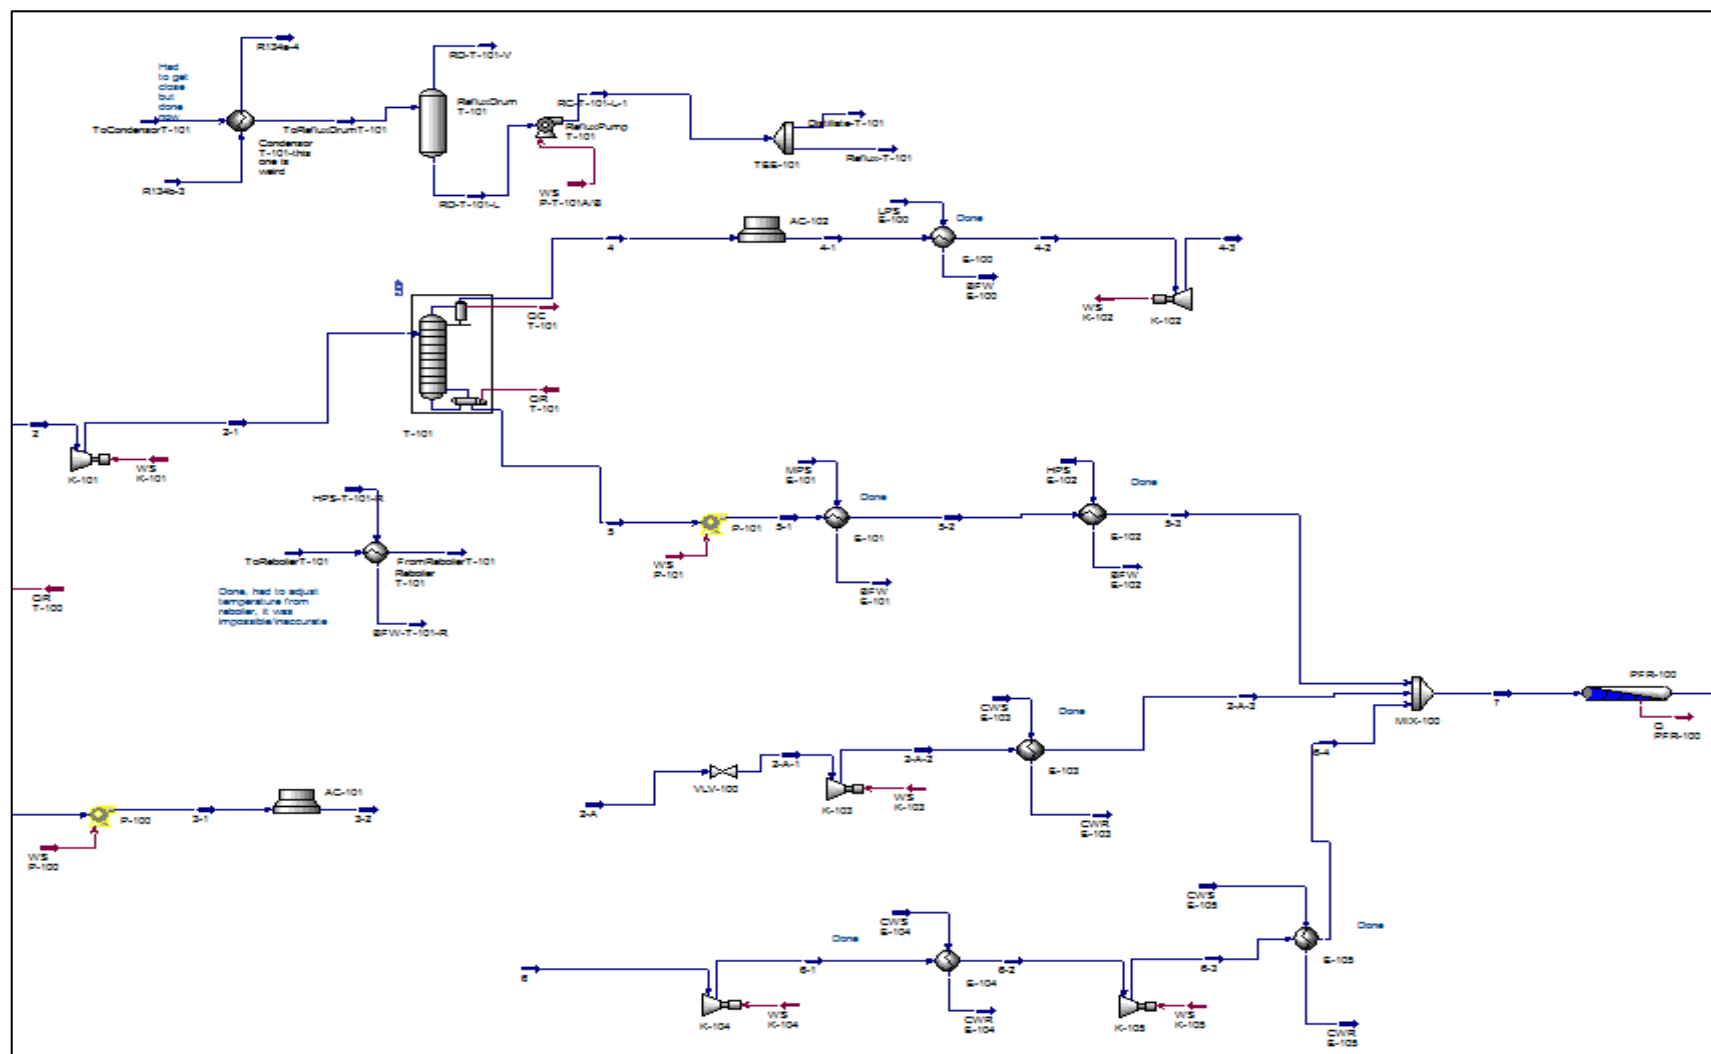 R134a-4
RD-T-101-V
Had
to get
close
but
done
now
RefluxDrum
T-101
RC-T-101-L-1
Distillate-T-101
ToCondensorT-101
ToRefluxDrumT-101
RefluxPump
T-101
Condensor
T-101-this
one is
weird
TEE-101
Reflux-T-101
R134b-3
RD-T-101-L
WS
P-T-101A/B
LPS
E-100
Done
AC-102
4
4-1
E-100
4-2
4-3
BFW
E-100
WS
K-102
K-102
QC
T-101
QR
T-101
T-101
2
2-1
K-101
WS
K-101
HPS-T-101-R
MPS
E-101
Done
HPS
E-102
Done
5
P-101
5-1
E-101
5-2
E-102
5-3
WS
P-101
BFW
E-101
BFW
E-102
ToReboilerT-101
FromReboilerT-101
Reboiler
T-101
QR
T-100
Done, had to adjust
temperature from
reboiler, it was
impossible/inaccurate
BFW-T-101-R
CWS
E-103
Done
2-A-3
MIX-100
7
PFR-100
Q
PFR-100
2-A-1
2-A-2
E-103
6-4
VLV-100
K-103
WS
K-103
2-A
CWR
E-103
P-100
3-1
AC-101
3-2
WS
P-100
CWS
E-105
CWS
E-104
Done
Done
6
6-1
E-104
6-2
6-3
E-105
K-104
WS
K-104
CWR
E-104
K-105
WS
K-105
CWR
E-105